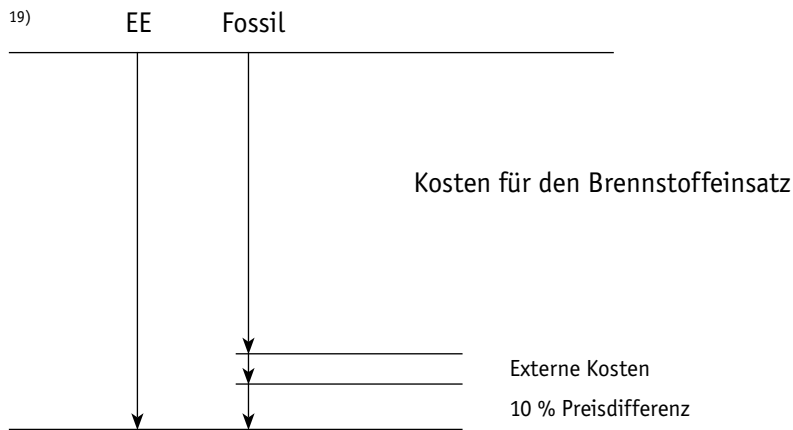 19) EE Fossil
Kosten für den Brennstoffeinsatz
Externe Kosten
10 % Preisdifferenz